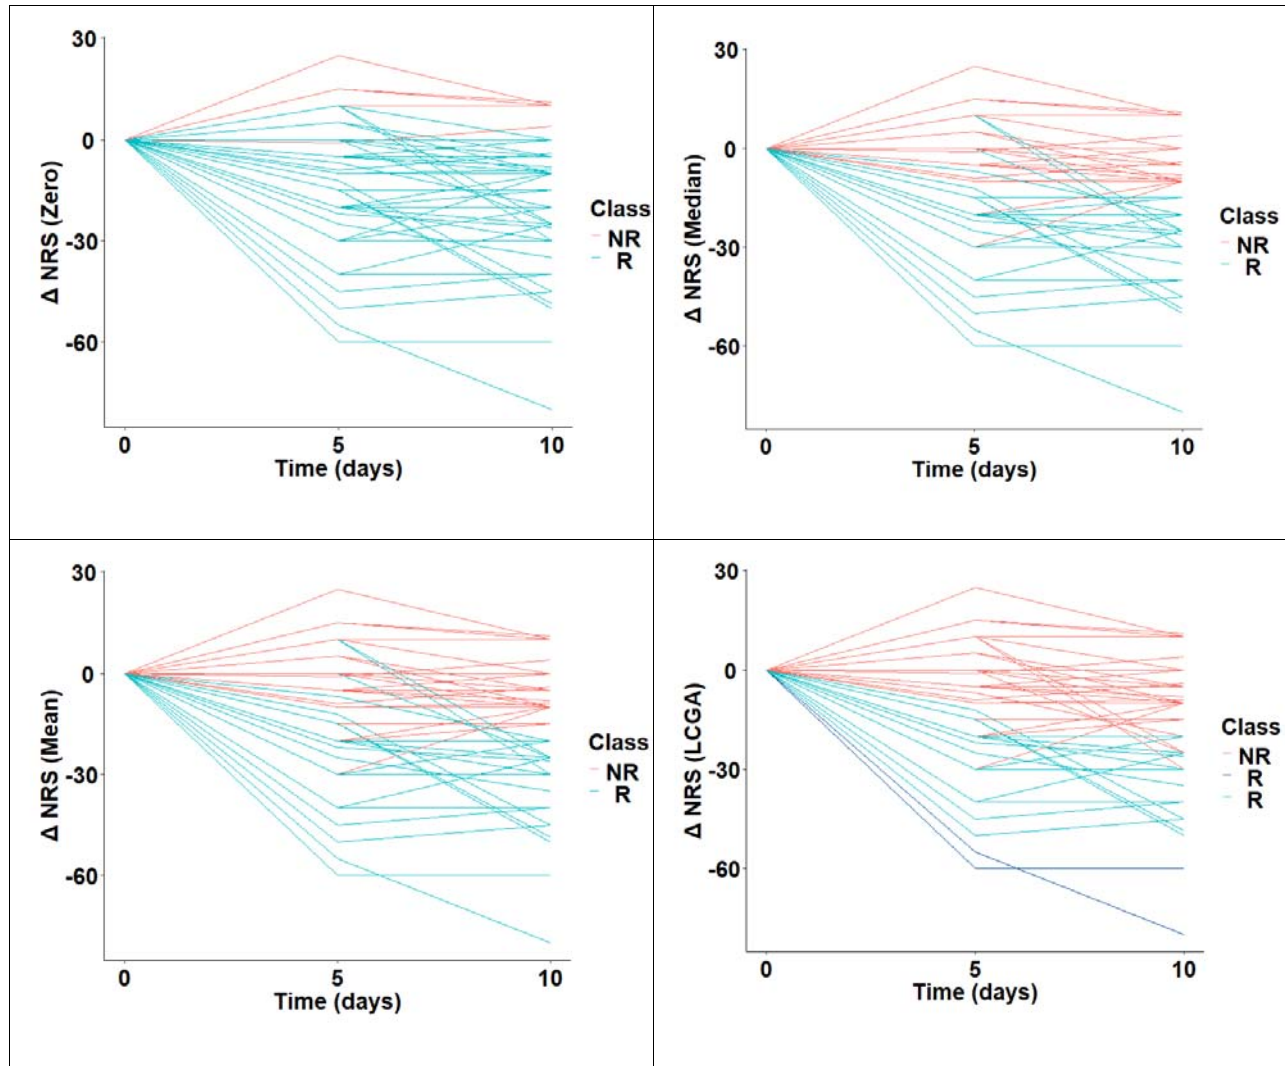 30
0
-30
-60
Δ NRS (Zero)
0 5 10
Time (days)
Class
NR
R
30
0
-30
-60
Δ NRS (Median)
0 5 10
Time (days)
Class
NR
R
30
0
-30
-60
Δ NRS (Mean)
0 5 10
Time (days)
Class
NR
R
30
0
-30
-60
Δ NRS (LCGA)
0 5 10
Time (days)
Class
NR
R
R